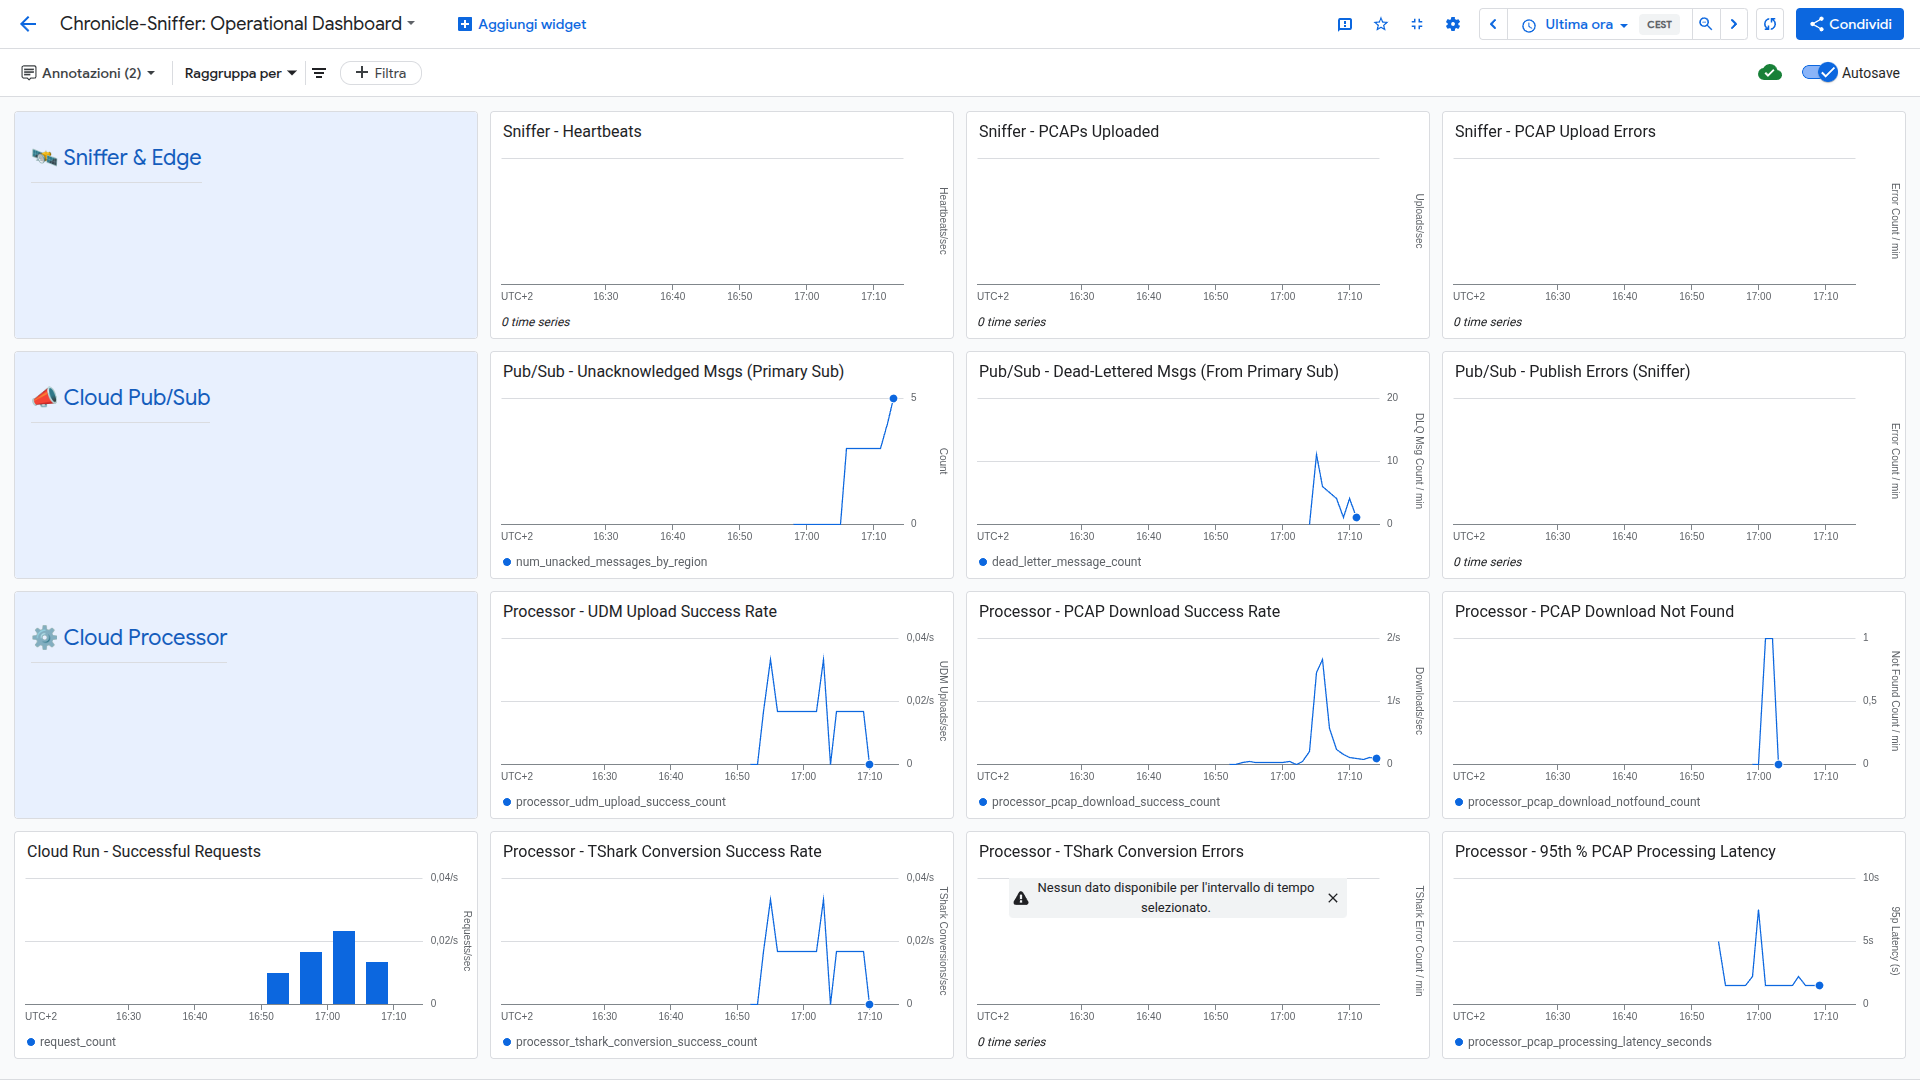 Chronicle-Sniffer: Operational Dashboard
Aggiungi widget
Ultima ora
CEST
Condividi
Annotazioni (2)
Raggruppa per
Filtra
Autosave
Sniffer & Edge
Sniffer - Heartbeats
Heartbeats/sec
UTC+2 16:30 16:40 16:50 17:00 17:10
0 time series
Sniffer - PCAPs Uploaded
Uploads/sec
UTC+2 16:30 16:40 16:50 17:00 17:10
0 time series
Sniffer - PCAP Upload Errors
Error Count / min
UTC+2 16:30 16:40 16:50 17:00 17:10
0 time series
Cloud Pub/Sub
Pub/Sub - Unacknowledged Msgs (Primary Sub)
5
Count
0
UTC+2 16:30 16:40 16:50 17:00 17:10
num_unacked_messages_by_region
Pub/Sub - Dead-Lettered Msgs (From Primary Sub)
20
DLQ Msg Count / min
10
0
UTC+2 16:30 16:40 16:50 17:00 17:10
dead_letter_message_count
Pub/Sub - Publish Errors (Sniffer)
Error Count / min
UTC+2 16:30 16:40 16:50 17:00 17:10
0 time series
Cloud Processor
Processor - UDM Upload Success Rate
0,04/s
UDM Uploads/sec
0,02/s
0
UTC+2 16:30 16:40 16:50 17:00 17:10
processor_udm_upload_success_count
Processor - PCAP Download Success Rate
2/s
Downloads/sec
1/s
0
UTC+2 16:30 16:40 16:50 17:00 17:10
processor_pcap_download_success_count
Processor - PCAP Download Not Found
1
Not Found Count / min
0,5
0
UTC+2 16:30 16:40 16:50 17:00 17:10
processor_pcap_download_notfound_count
Cloud Run - Successful Requests
0,04/s
Requests/sec
0,02/s
0
UTC+2 16:30 16:40 16:50 17:00 17:10
request_count
Processor - TShark Conversion Success Rate
0,04/s
TShark Conversions/sec
0,02/s
0
UTC+2 16:30 16:40 16:50 17:00 17:10
processor_tshark_conversion_success_count
Processor - TShark Conversion Errors
Nessun dato disponibile per l'intervallo di tempo
selezionato.
TShark Error Count / min
UTC+2 16:30 16:40 16:50 17:00 17:10
0 time series
Processor - 95th % PCAP Processing Latency
10s
95p Latency (s)
5s
0
UTC+2 16:30 16:40 16:50 17:00 17:10
processor_pcap_processing_latency_seconds